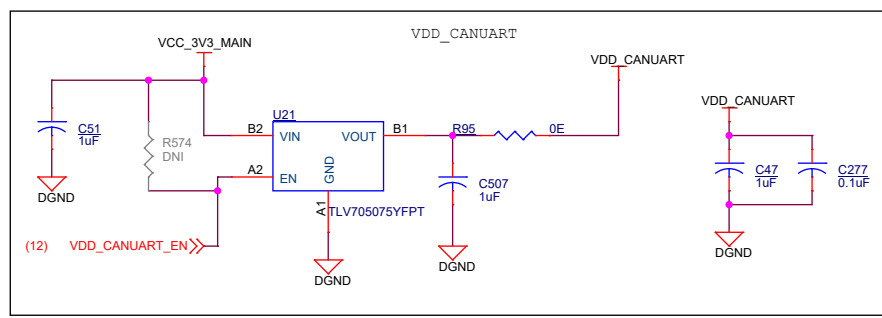 VDD_CANUART
VCC_3V3_MAIN
VDD_CANUART
VDD_CANUART
U21
B2
VIN
VOUT
B1
R95
0E
C51
1uF
R574
DNI
A2
EN
GND
C507
1uF
C47
1uF
C277
0.1uF
A1
TLV705075YFPT
DGND
(12)
VDD_CANUART_EN
DGND
DGND
DGND